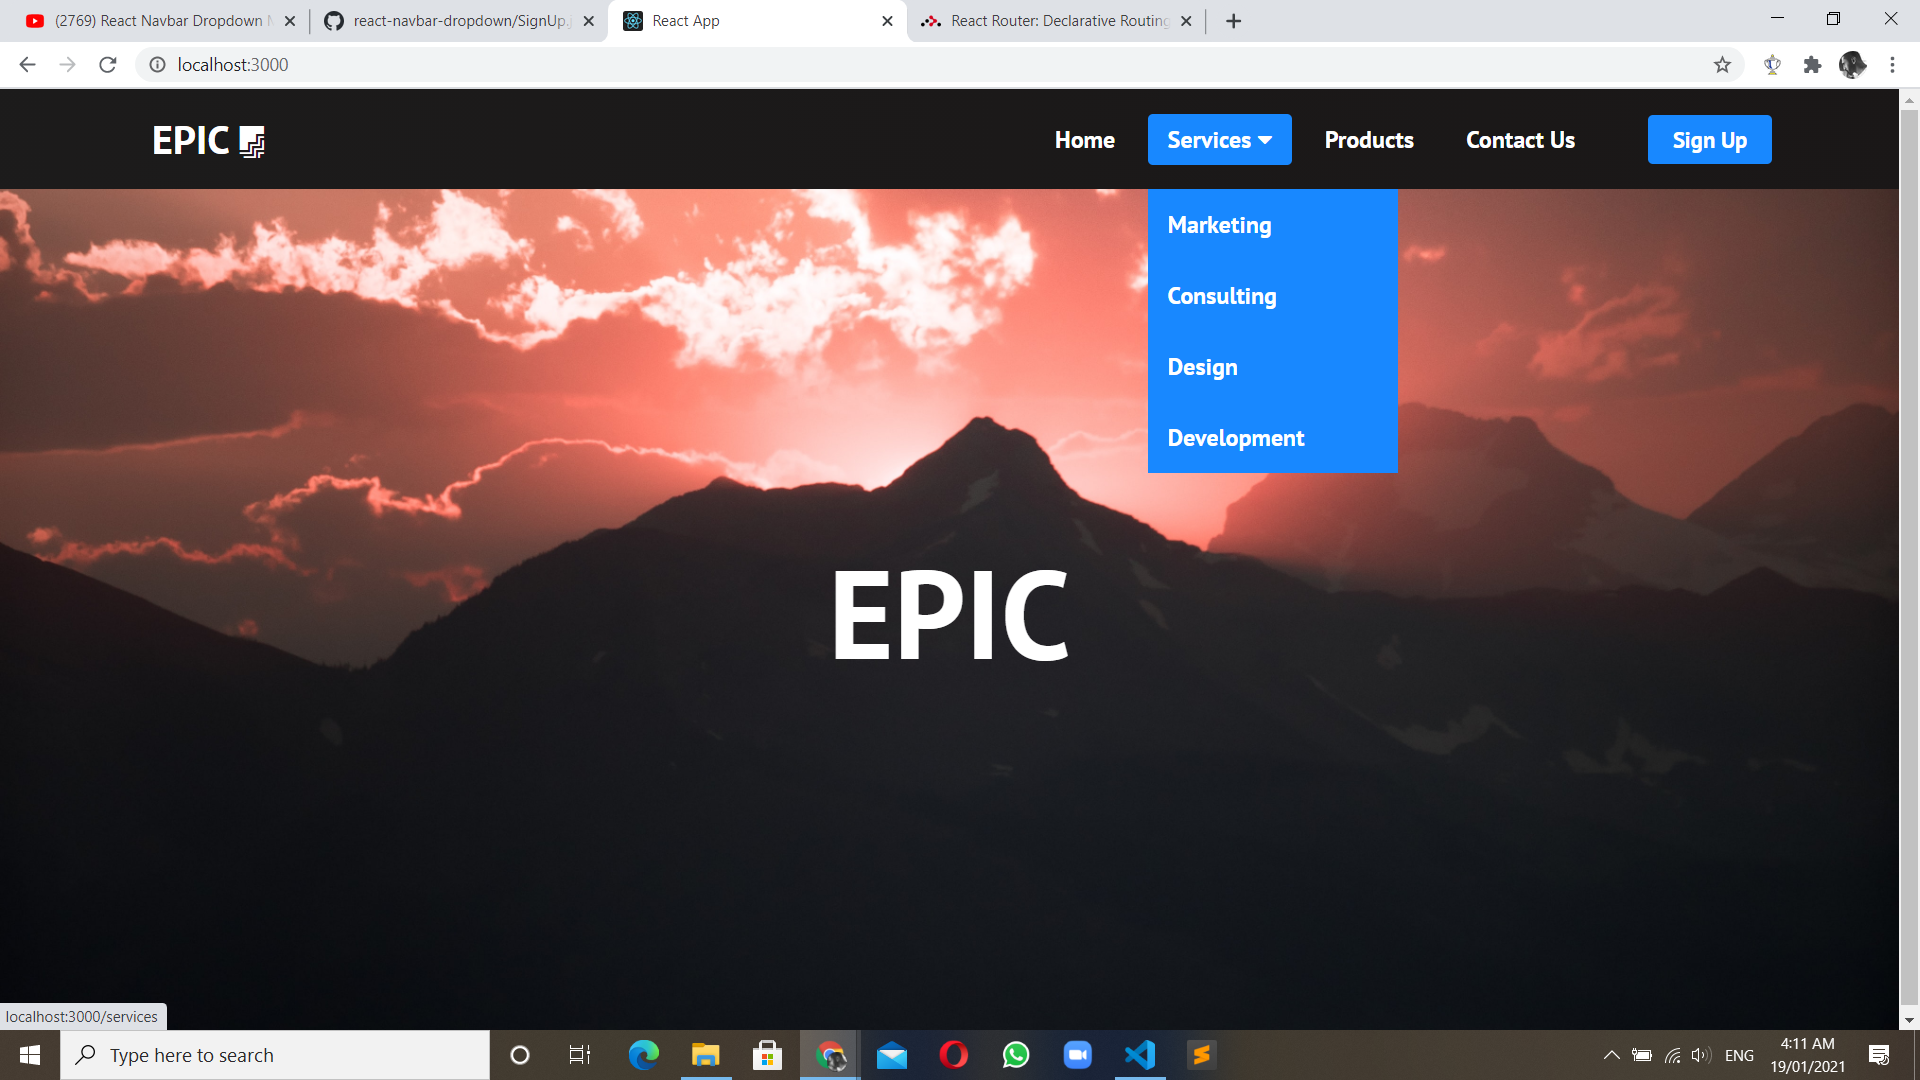 (2769) React Navbar Dropdown
react-navbar-dropdown/SignUp.j
React App
React Router: Declarative Routing
localhost:3000
EPIC
Home
Services
Products
Contact Us
Sign Up
Marketing
Consulting
Design
Development
EPIC
localhost:3000/services
Type here to search
ENG
4:11 AM
19/01/2021